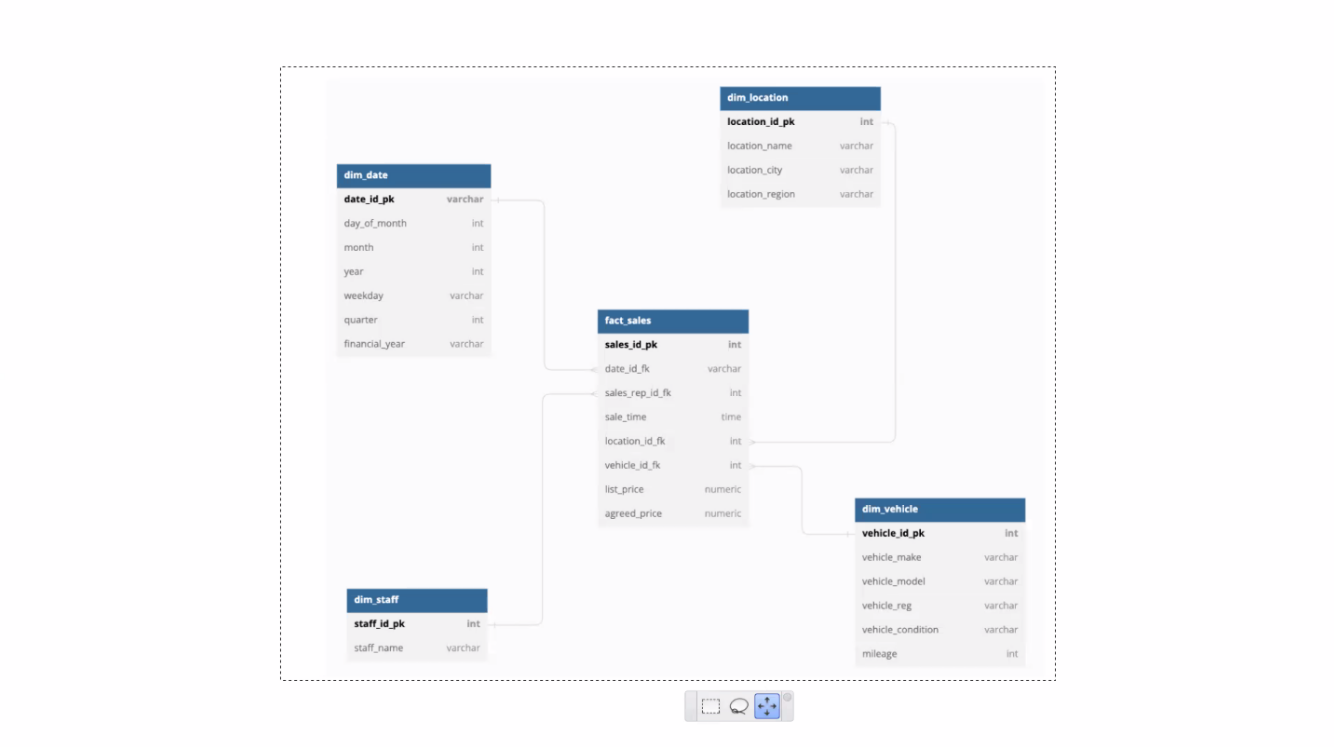 dim_location
location_id_pk int
location_name varchar
location_city varchar
location_region varchar
dim_date
date_id_pk varchar
day_of_month int
month int
year int
weekday varchar
quarter int
financial_year varchar
fact_sales
sales_id_pk int
date_id_fk varchar
sales_rep_id_fk int
sale_time time
location_id_fk int
vehicle_id_fk int
list_price numeric
agreed_price numeric
dim_vehicle
vehicle_id_pk int
vehicle_make varchar
vehicle_model varchar
vehicle_reg varchar
vehicle_condition varchar
mileage int
dim_staff
staff_id_pk int
staff_name varchar